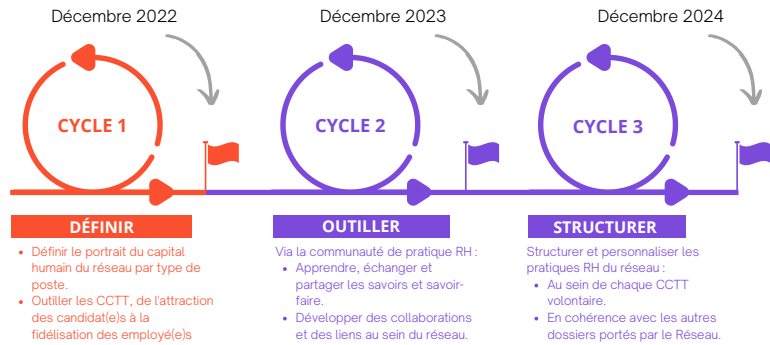 Décembre 2022
Décembre 2023
Décembre 2024
CYCLE 1
CYCLE 2
CYCLE 3
DÉFINIR
• Définir le portrait du capital
humain du réseau par type de
poste.
• Outiller les CCTT, de l'attraction
des candidat(e)s à la
fidélisation des employé(e)s
OUTILLER
Via la communauté de pratique RH :
• Apprendre, échanger et
partager les savoirs et savoir-
faire.
• Développer des collaborations
et des liens au sein du réseau.
STRUCTURER
Structurer et personnaliser les
pratiques RH du réseau :
• Au sein de chaque CCTT
volontaire.
• En cohérence avec les autres
dossiers portés par le Réseau.